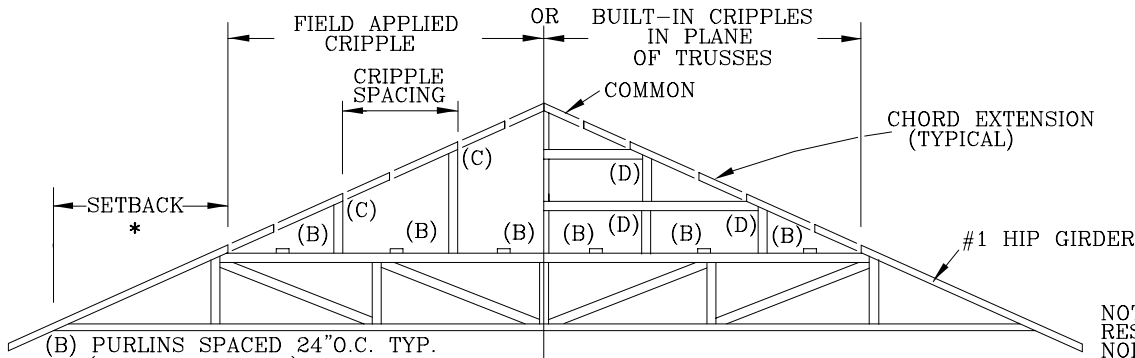 FIELD APPLIED
CRIPPLE
OR
BUILT-IN CRIPPLES
IN PLANE
OF TRUSSES
CRIPPLE
SPACING
COMMON
CHORD EXTENSION
(TYPICAL)
(C)
(D)
SETBACK
*
(C)
(B)
(B)
(B)
(B)
(D)
(B)
(D)
(B)
#1 HIP GIRDER
(B) PURLINS SPACED 24"O.C. TYP.